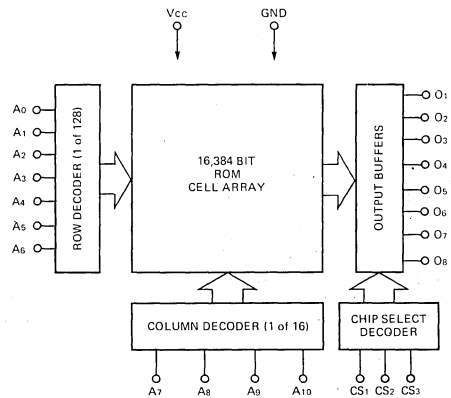 Vcc
GND
A0
A1
A2
A3
A4
A5
A6
ROW DECODER (1 of 128)
16,384 BIT
ROM
CELL ARRAY
OUTPUT BUFFERS
O1
O2
O3
O4
O5
O6
O7
O8
COLUMN DECODER (1 of 16)
CHIP SELECT
DECODER
A7
A8
A9
A10
CS1
CS2
CS3